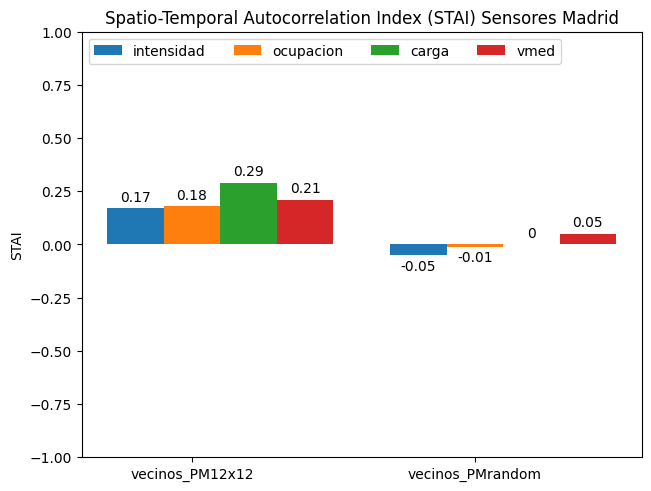 Spatio-Temporal Autocorrelation Index (STAI) Sensores Madrid
intensidad ocupacion carga vmed
1.00
0.75
0.50
0.25
0.00
−0.25
−0.50
−0.75
−1.00
STAI
0.17 0.18 0.29 0.21
-0.05 -0.01 0 0.05
vecinos_PM12x12 vecinos_PMrandom